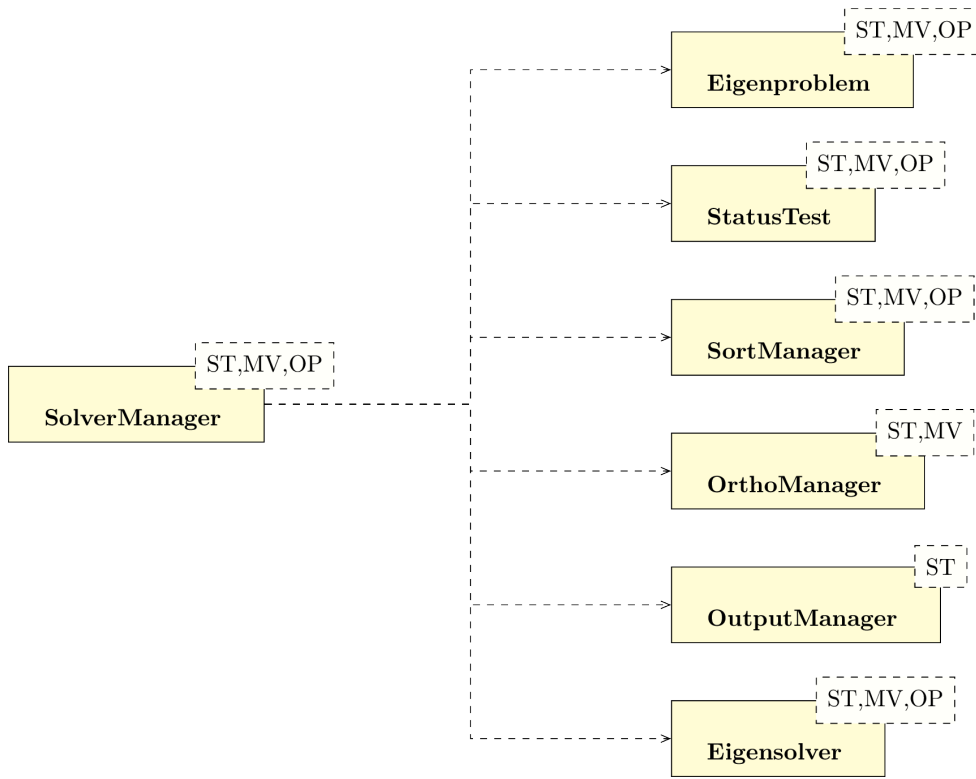 ST,MV,OP
Eigenproblem
ST,MV,OP
StatusTest
ST,MV,OP
SortManager
ST,MV,OP
SolverManager
ST,MV
OrthoManager
ST
OutputManager
ST,MV,OP
Eigensolver